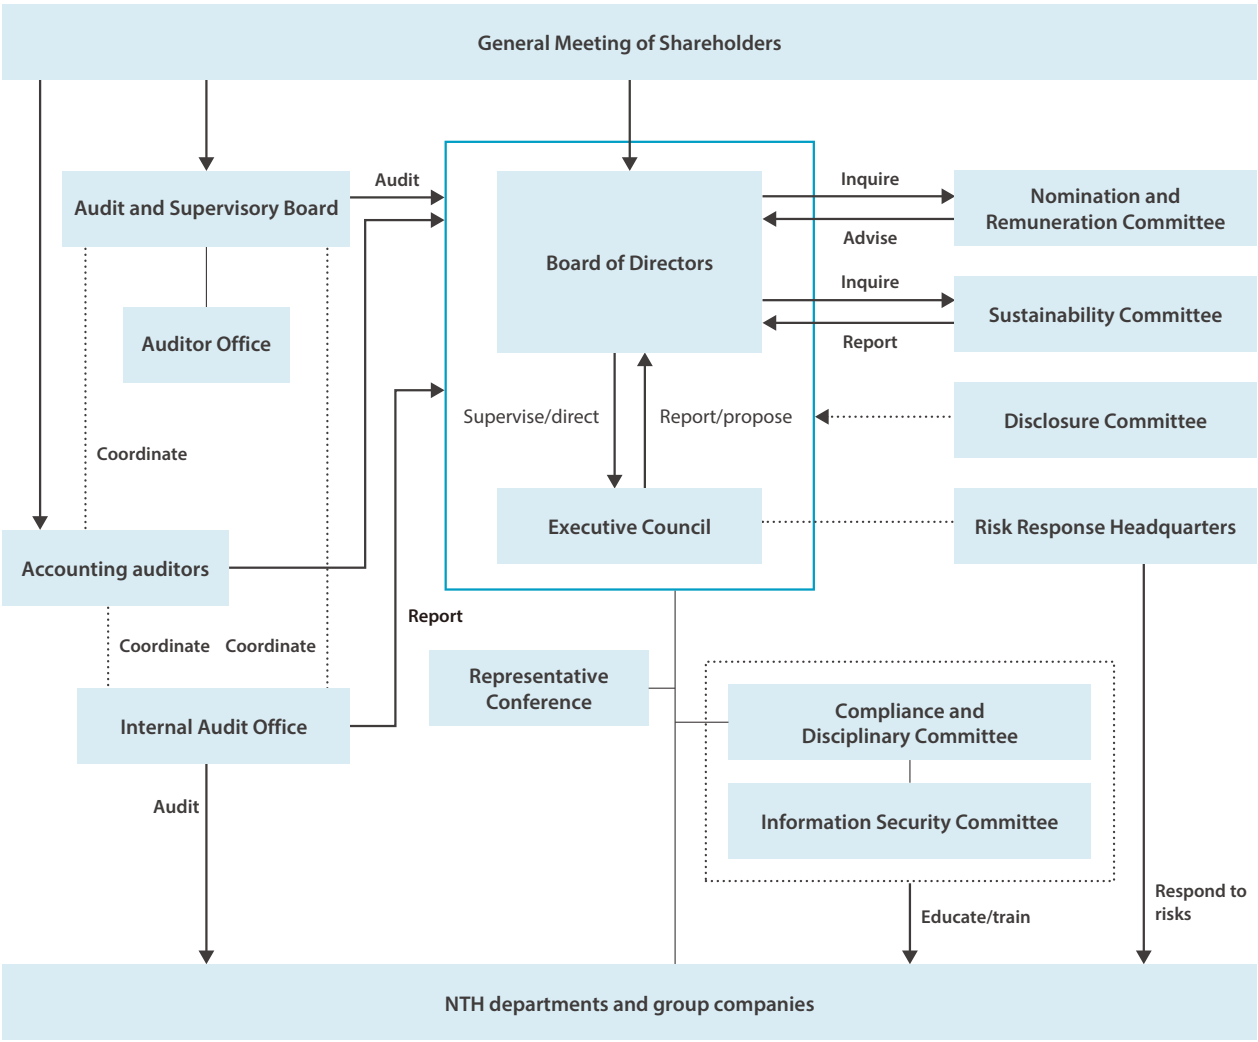 General Meeting of Shareholders
Audit
Audit and Supervisory Board
Board of Directors
Inquire
Advise
Nomination and
Remuneration Committee
Inquire
Report
Sustainability Committee
Auditor Office
Supervise/direct
Report/propose
Disclosure Committee
Coordinate
Executive Council
Risk Response Headquarters
Accounting auditors
Report
Coordinate
Coordinate
Representative
Conference
Internal Audit Office
Compliance and
Disciplinary Committee
Information Security Committee
Audit
Educate/train
Respond to
risks
NTH departments and group companies